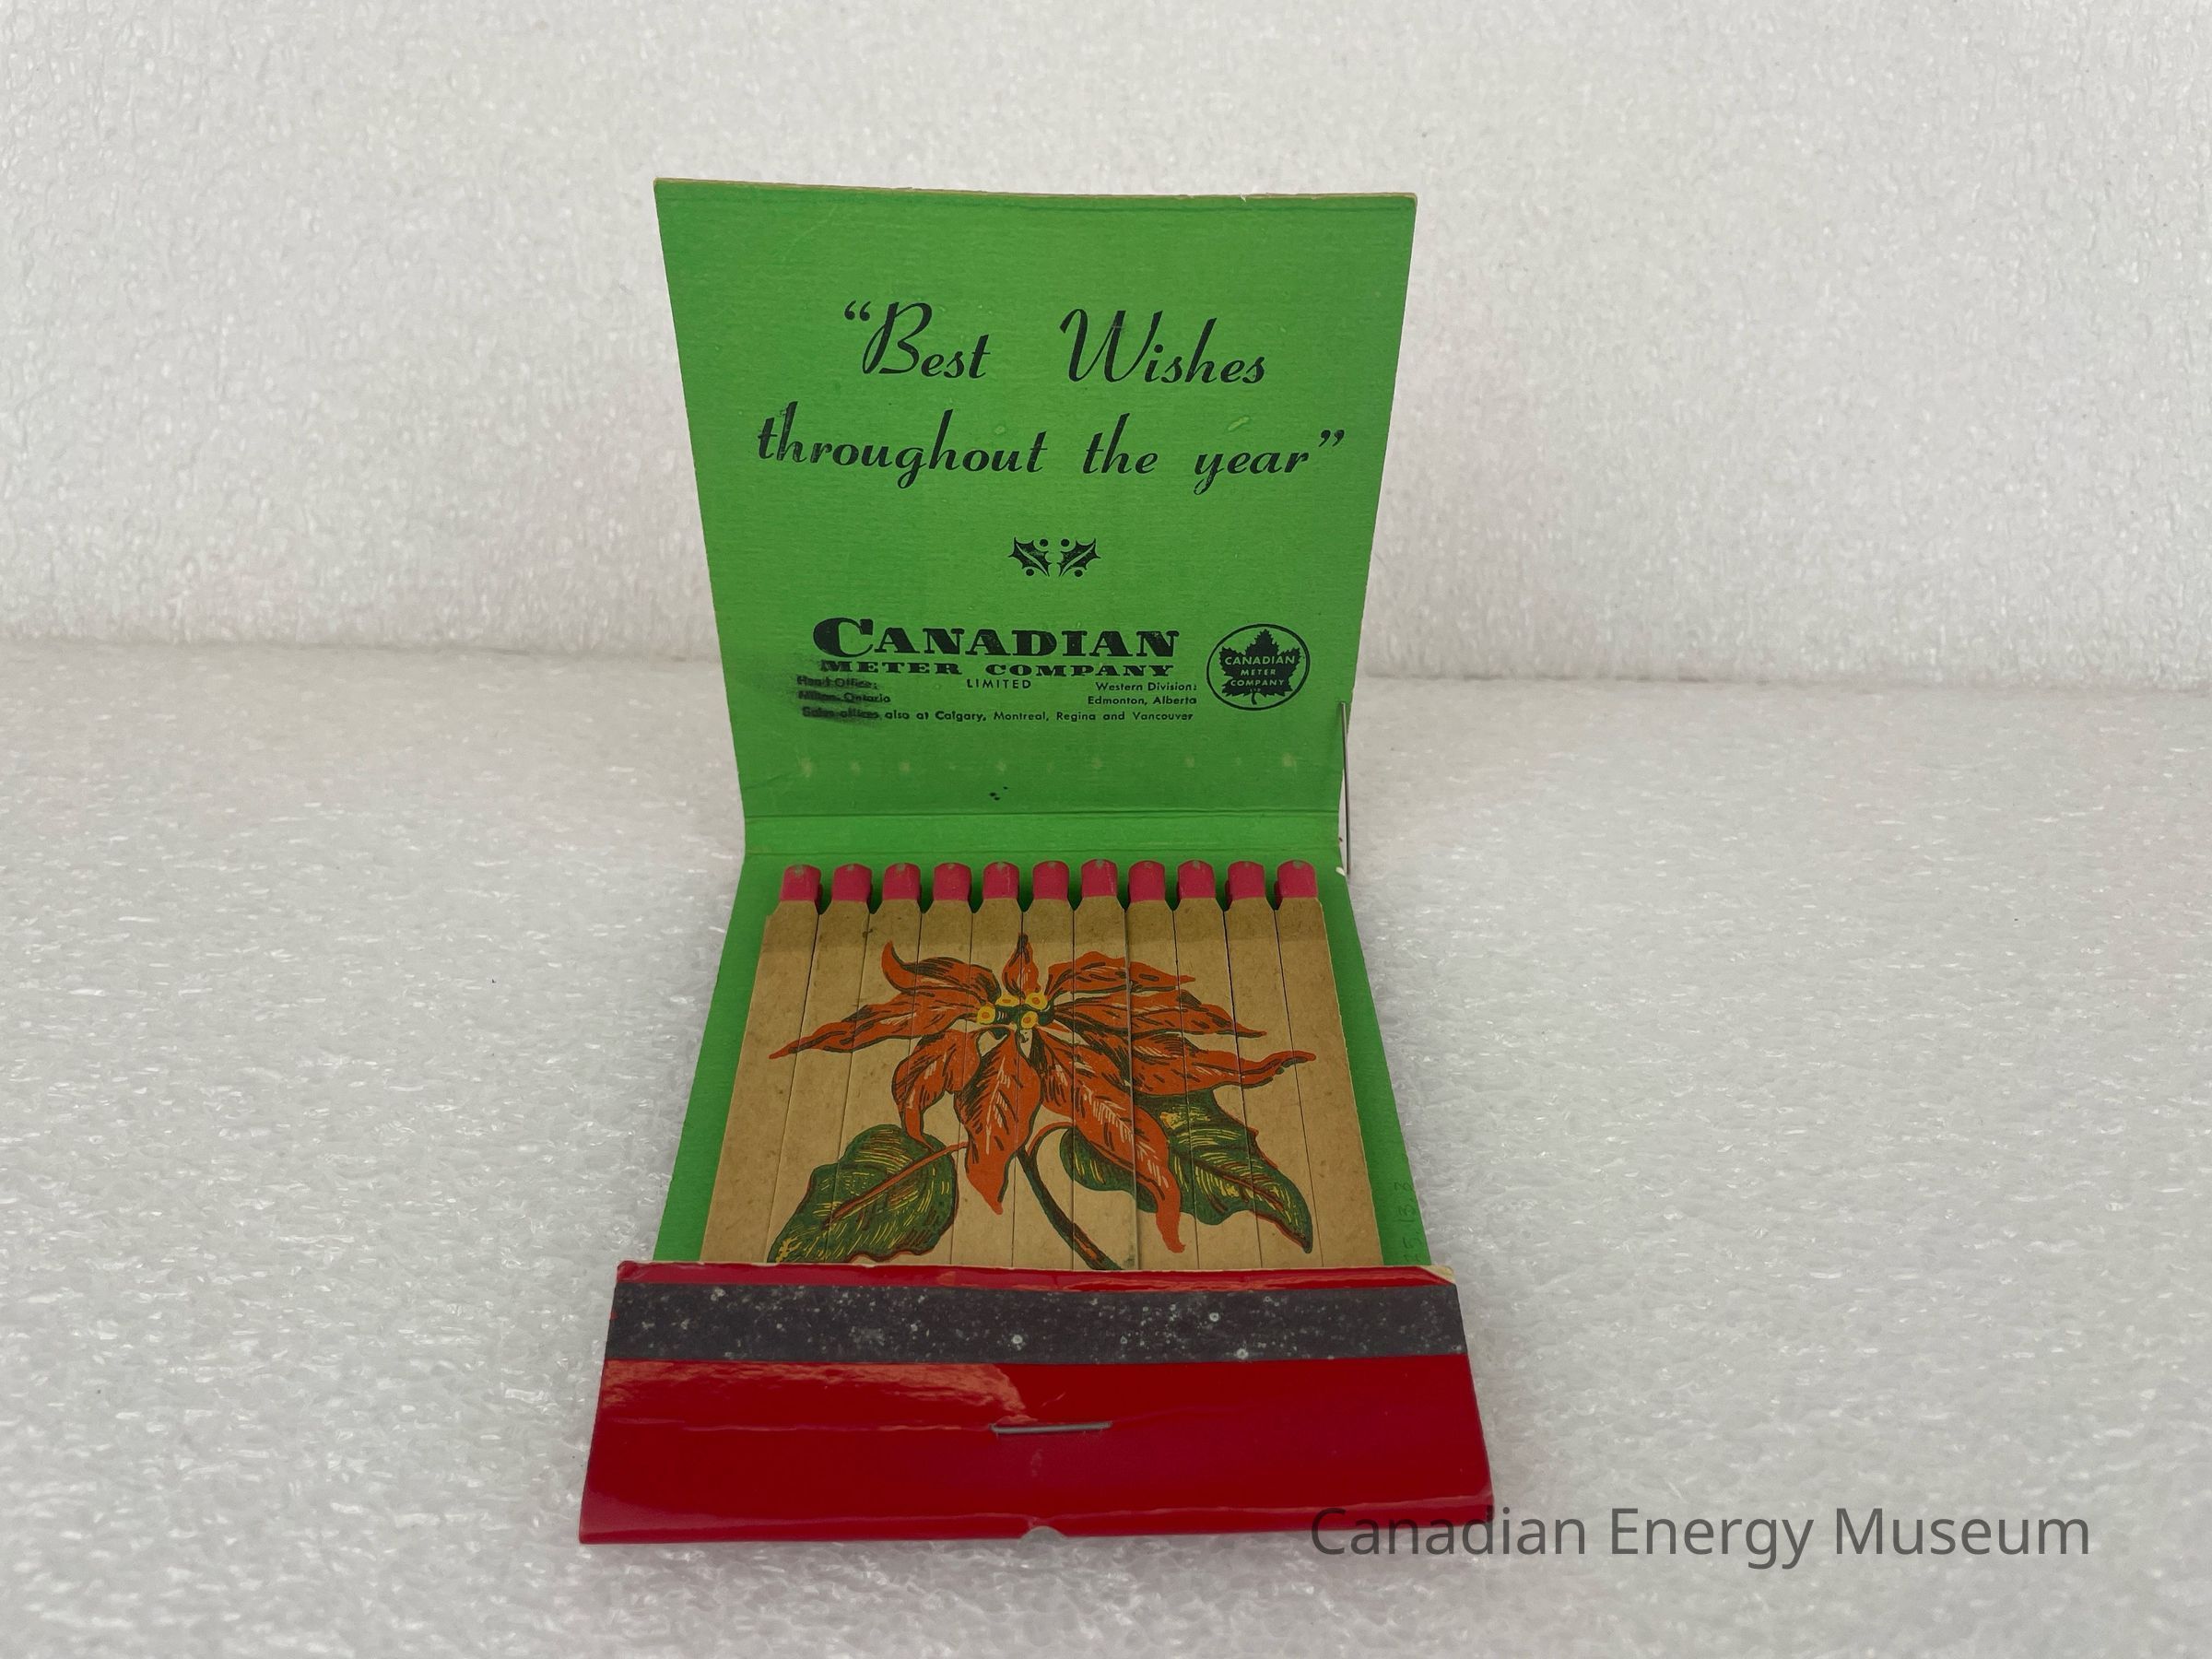 “Best Wishes
throughout the year”
CANADIAN
METER COMPANY
LIMITED
Head Office:
Milton, Ontario
Western Division:
Edmonton, Alberta
Sales offices also at Calgary, Montreal, Regina and Vancouver
CANADIAN
METER
COMPANY
LTD
Canadian Energy Museum